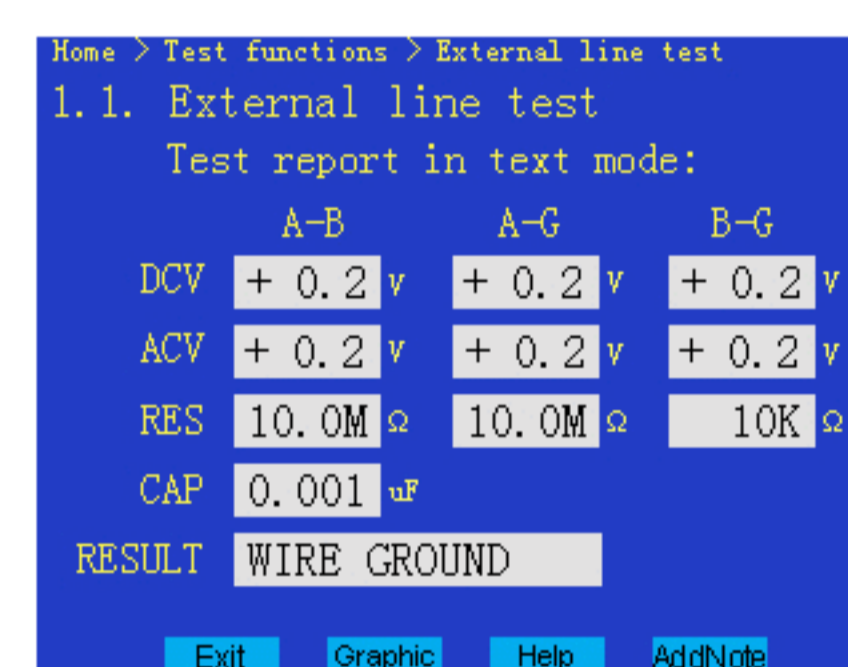 Home > Test functions > External line test
1.1. External line test
Test report in text mode:
A-B A-G B-G
DCV + 0.2 V + 0.2 V + 0.2 V
ACV + 0.2 V + 0.2 V + 0.2 V
RES 10.0M Ω 10.0M Ω 10K Ω
CAP 0.001 uF
RESULT WIRE GROUND
Exit Graphic Help AddNote